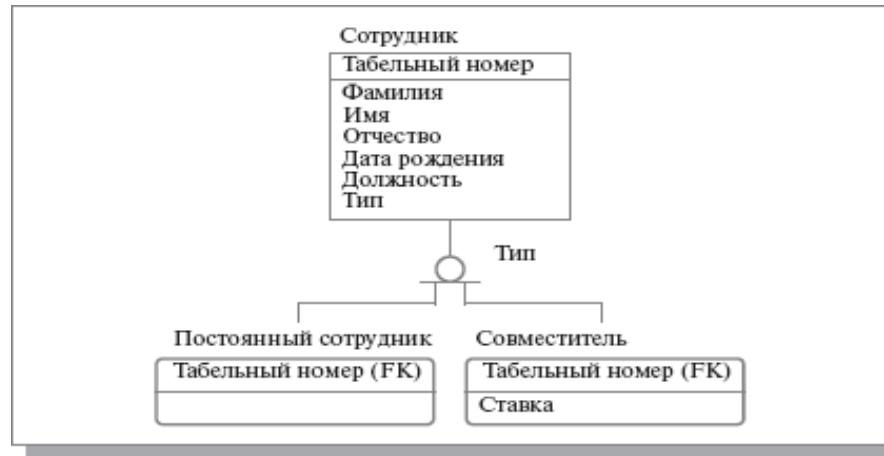 Сотрудник
Табельный номер
Фамилия
Имя
Отчество
Дата рождения
Должность
Тип
Тип
Постоянный сотрудник
Табельный номер (FK)
Совместитель
Табельный номер (FK)
Ставка